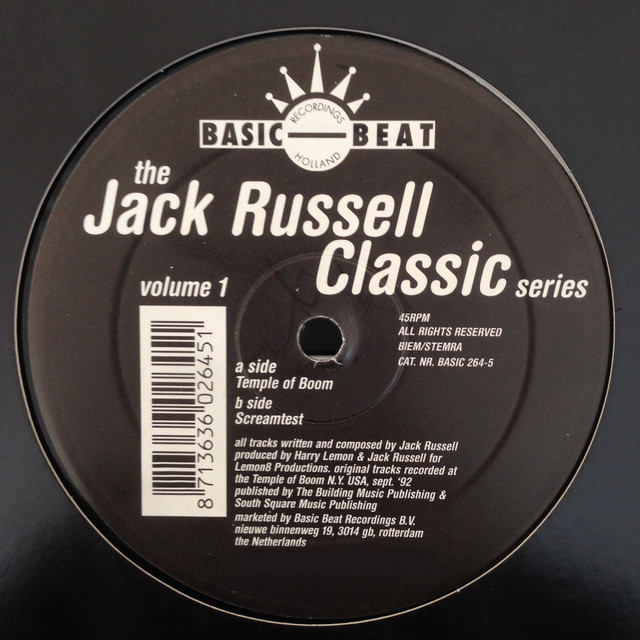 RECORDINGS
BASIC BEAT
HOLLAND
the
Jack Russell
Classic series
volume 1
45RPM
ALL RIGHTS RESERVED
BIEM/STEMRA
CAT. NR. BASIC 264-5
a side
Temple of Boom
b side
Screamtest
8 713636 026451
all tracks written and composed by Jack Russell
produced by Harry Lemon & Jack Russell for
Lemon8 Productions. original tracks recorded at
the Temple of Boom N.Y. USA, sept. '92
published by The Building Music Publishing &
South Square Music Publishing
marketed by Basic Beat Recordings B.V.
nieuwe binnenweg 19, 3014 gb, rotterdam
the Netherlands